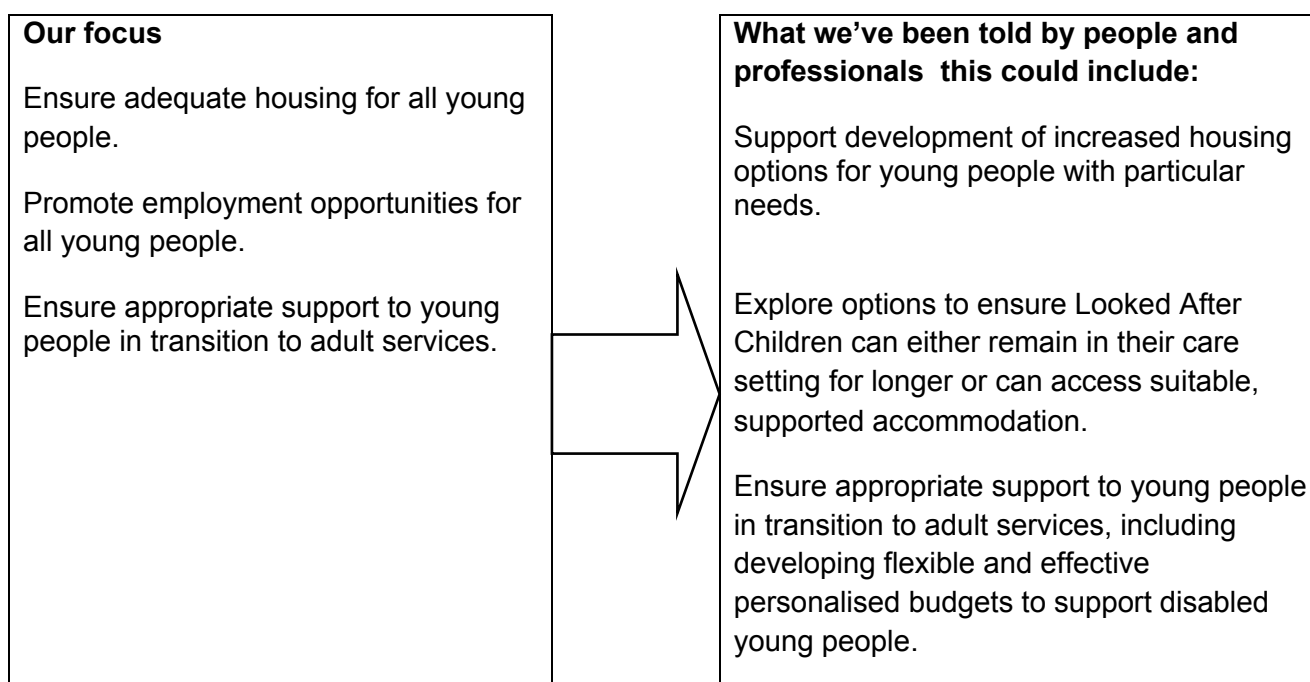 Our focus
Ensure adequate housing for all young
people.
Promote employment opportunities for
all young people.
Ensure appropriate support to young
people in transition to adult services.
What we’ve been told by people and
professionals  this could include:
Support development of increased housing
options for young people with particular
needs.
Explore options to ensure Looked After
Children can either remain in their care
setting for longer or can access suitable,
supported accommodation.
Ensure appropriate support to young people
in transition to adult services, including
developing flexible and effective
personalised budgets to support disabled
young people.